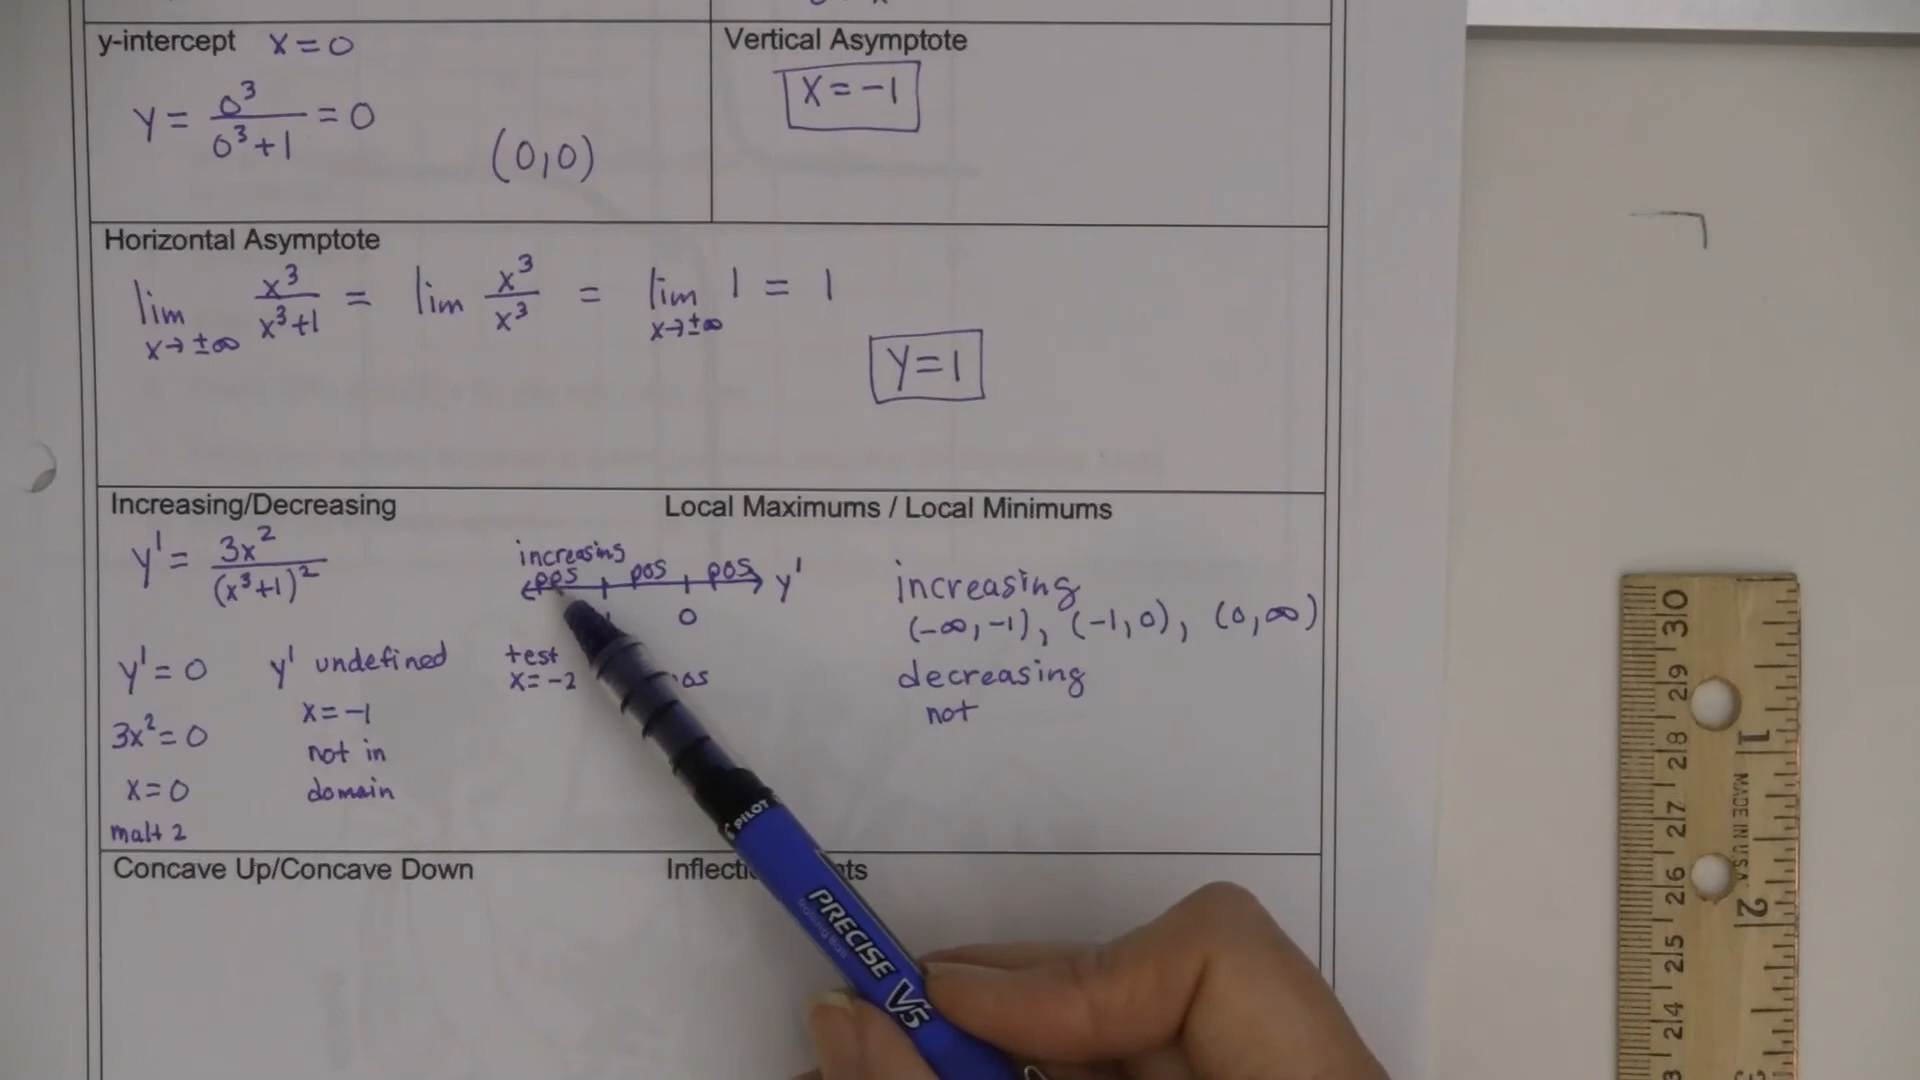 y-intercept x=0
y = 0³/(0³+1) = 0
(0,0)
Vertical Asymptote
x = -1
Horizontal Asymptote
lim x→±∞ x³/(x³+1) = lim x³/x³ = lim x→±∞ 1 = 1
y = 1
Increasing/Decreasing
y' = 3x²/(x³+1)²
y' = 0
3x² = 0
x = 0
mult 2
y' undefined
x = -1
not in
domain
increasing
pos pos pos y'
0
test
x = -2
Local Maximums / Local Minimums
increasing
(-∞,-1), (-1,0), (0,∞)
decreasing
not
Concave Up/Concave Down
PILOT
PRECISE V5
Rolling Ball
30
29
28
27
26
25
24
1
2
3
MADE IN U.S.A.